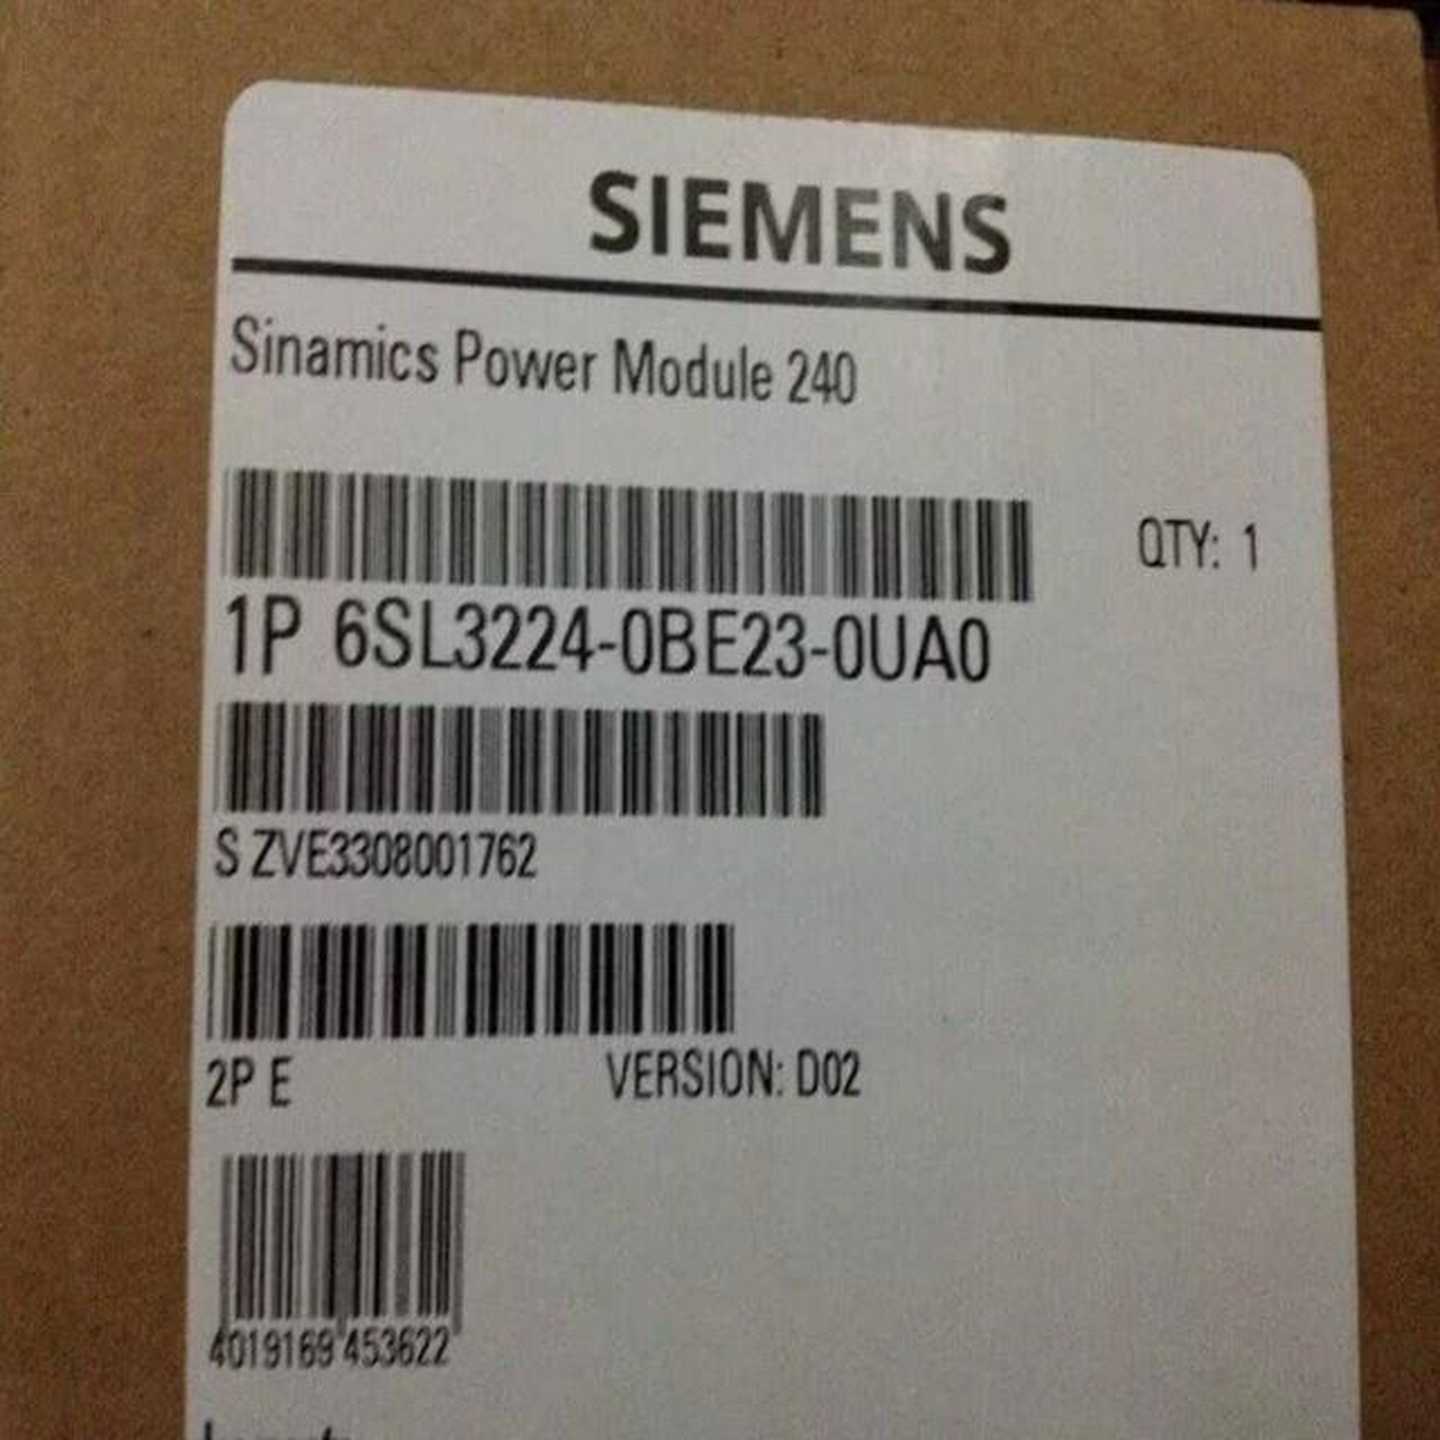 SIEMENS
Sinamics Power Module 240
QTY: 1
1P 6SL3224-0BE23-0UA0
S ZVE3308001762
2P E VERSION: D02
4019169 453622